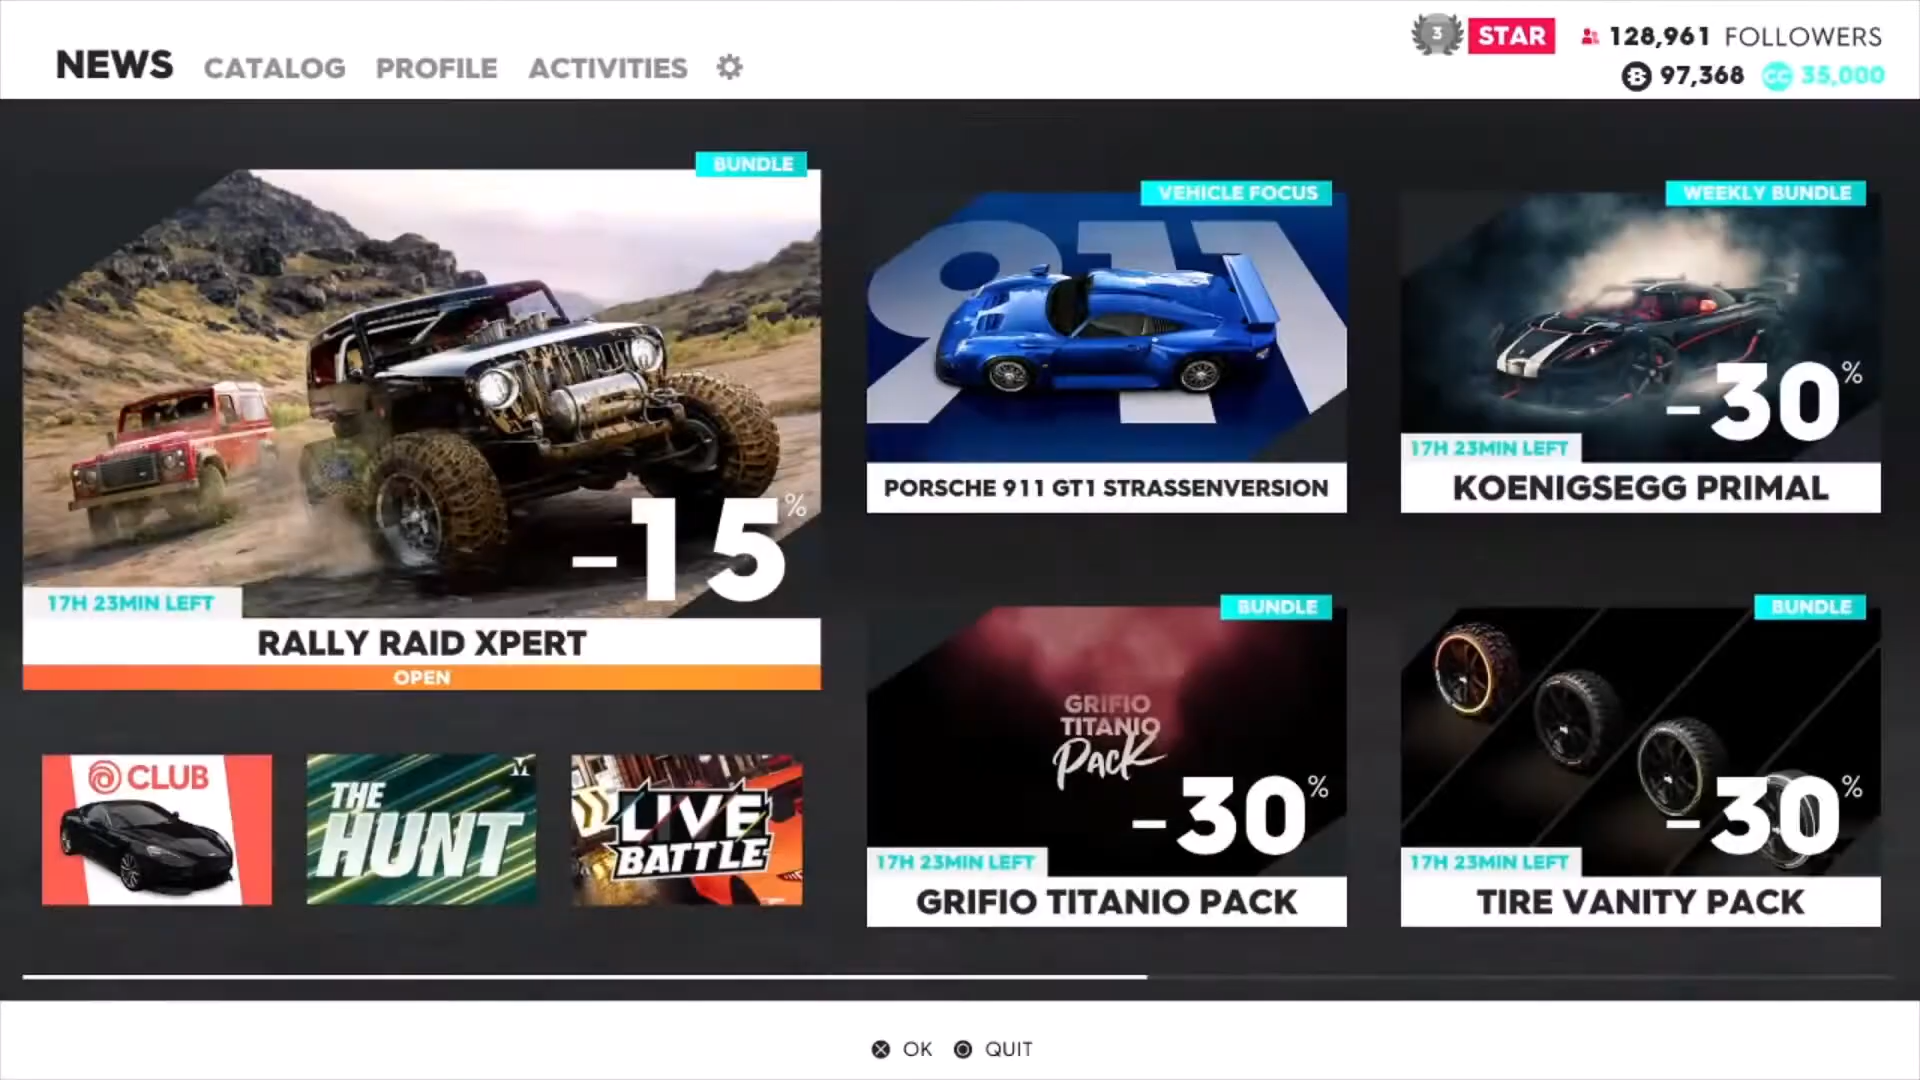 NEWS CATALOG PROFILE ACTIVITIES
3 STAR 128,961 FOLLOWERS
97,368 CC 35,000
BUNDLE
-15%
17H 23MIN LEFT
RALLY RAID XPERT
OPEN
VEHICLE FOCUS
911
PORSCHE 911 GT1 STRASSENVERSION
WEEKLY BUNDLE
-30%
17H 23MIN LEFT
KOENIGSEGG PRIMAL
CLUB
THE
HUNT
LIVE
BATTLE
BUNDLE
GRIFIO
TITANIO
Pack
-30%
17H 23MIN LEFT
GRIFIO TITANIO PACK
BUNDLE
-30%
17H 23MIN LEFT
TIRE VANITY PACK
OK QUIT